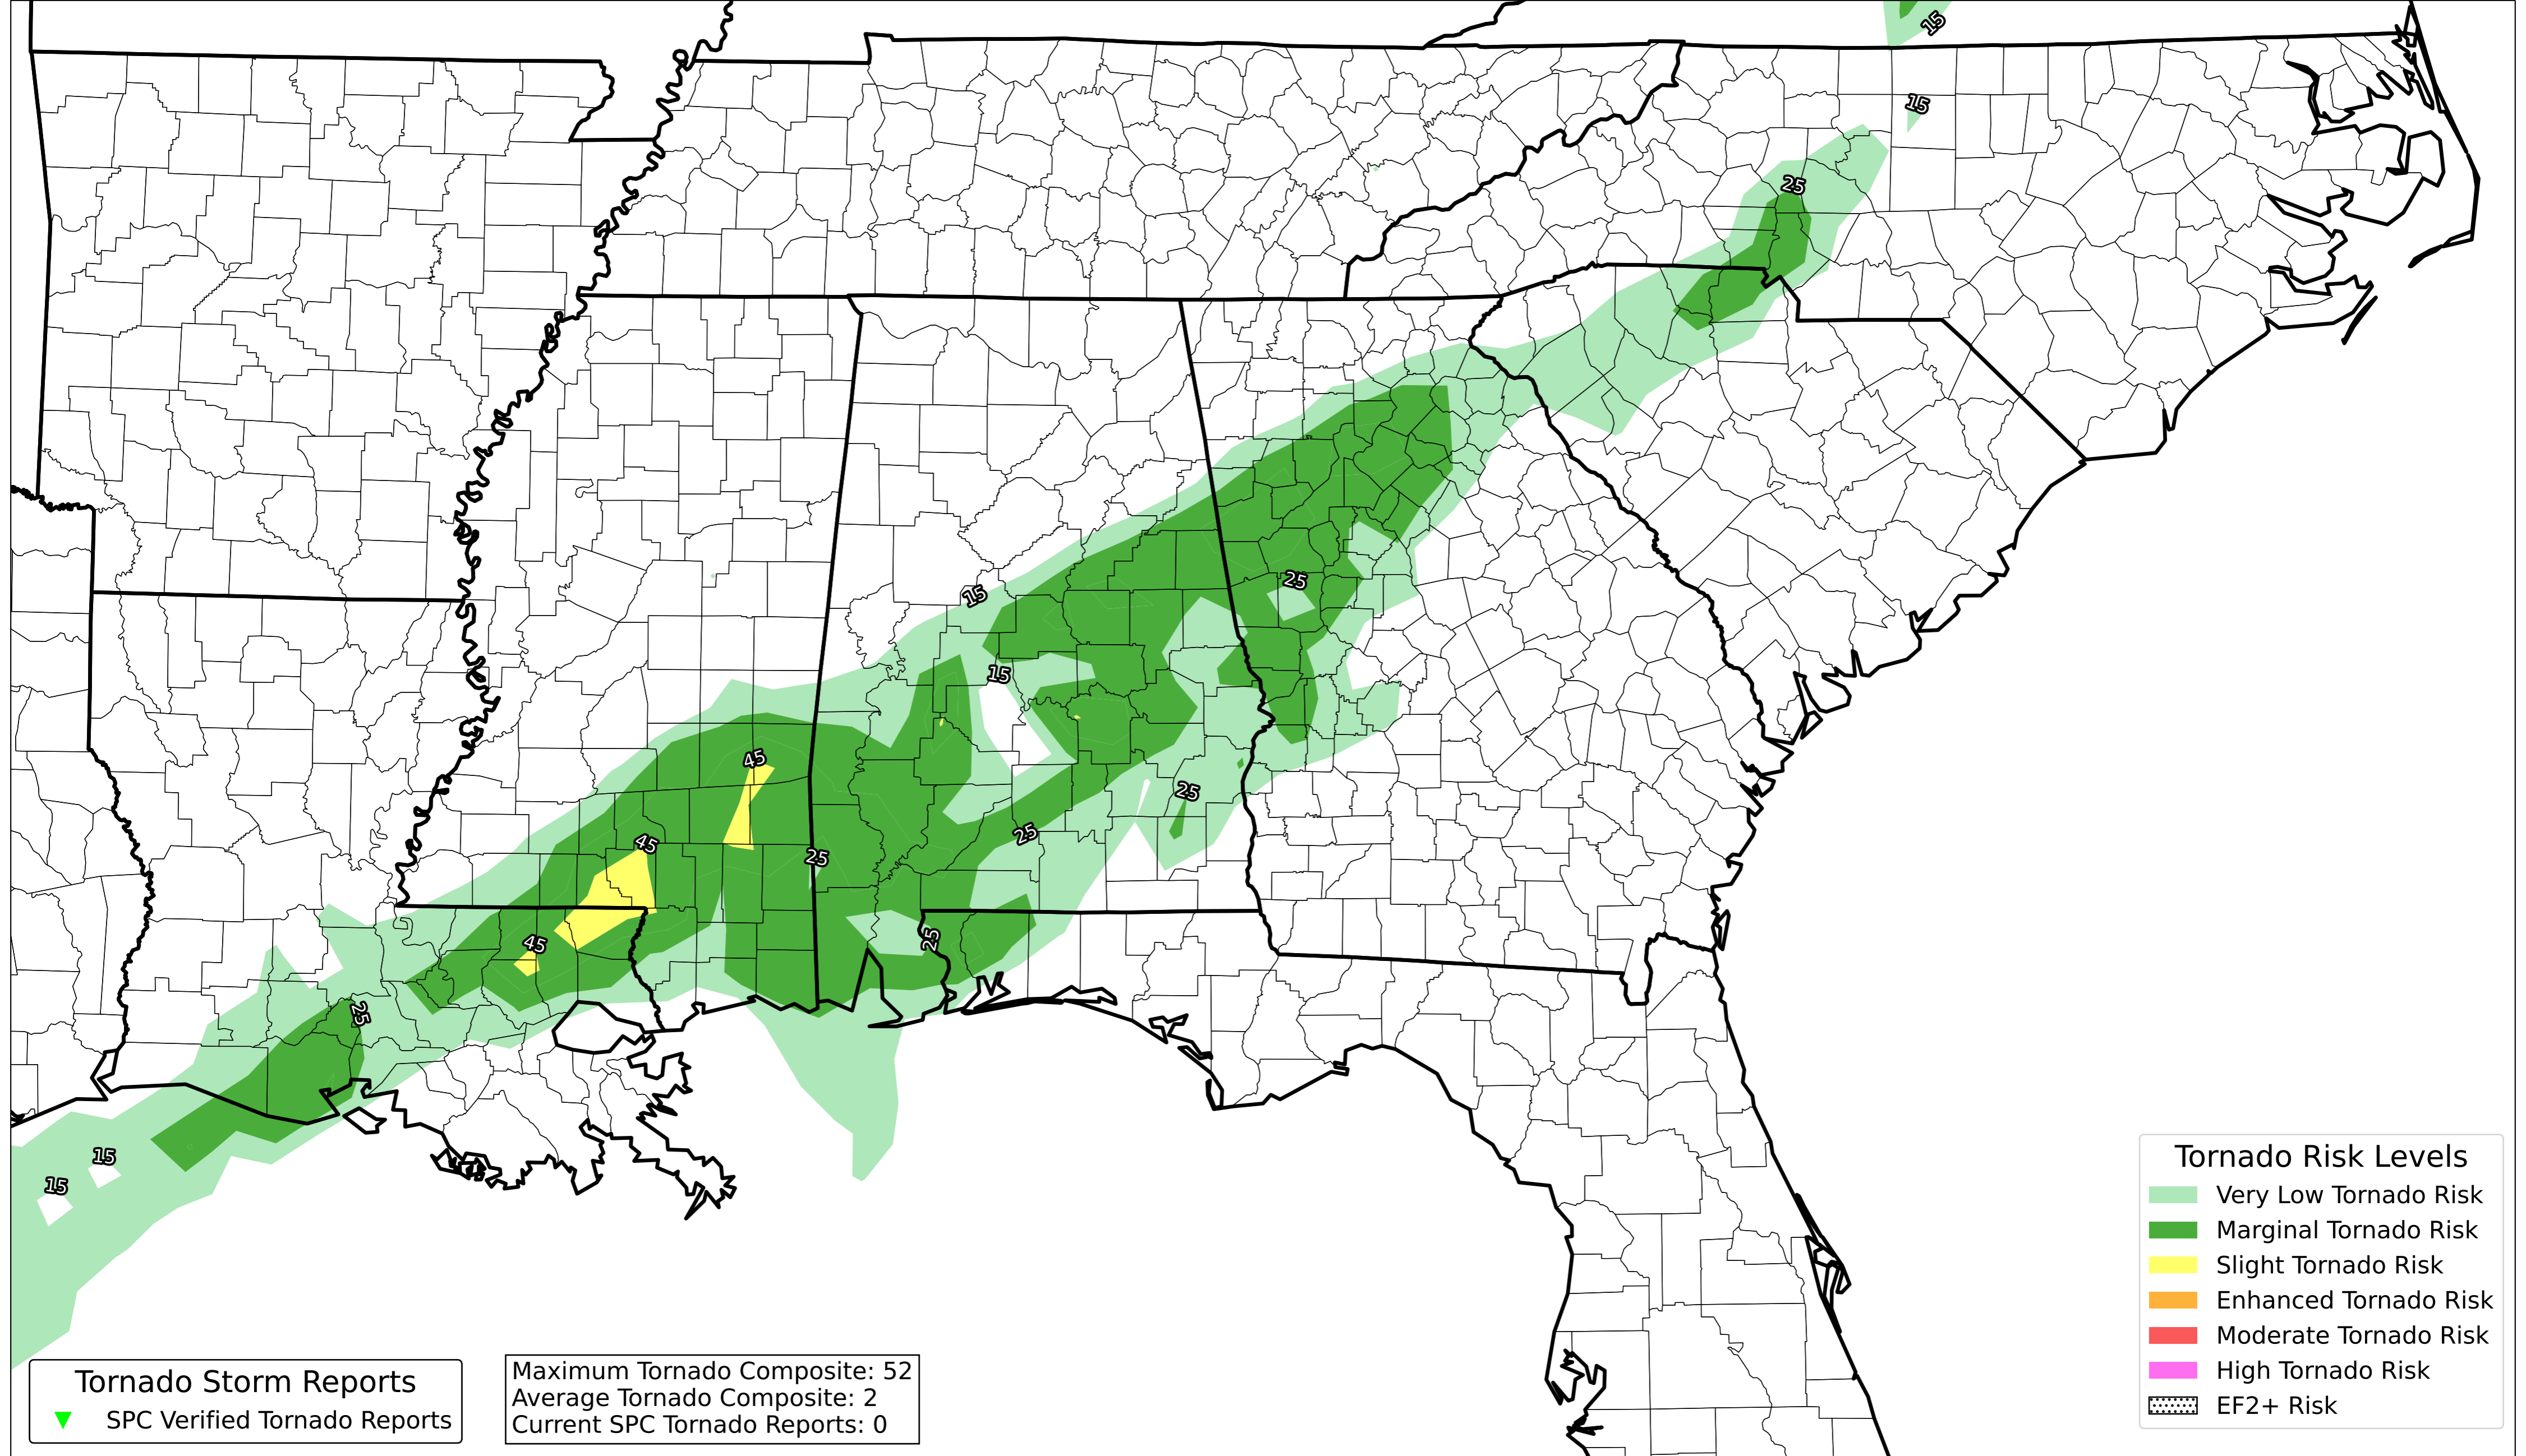 15
15
25
15
25
15
45
25
25
45
25
45
25
25
15
15
Tornado Risk Levels
Very Low Tornado Risk
Marginal Tornado Risk
Slight Tornado Risk
Enhanced Tornado Risk
Moderate Tornado Risk
High Tornado Risk
EF2+ Risk
Tornado Storm Reports
SPC Verified Tornado Reports
Maximum Tornado Composite: 52
Average Tornado Composite: 2
Current SPC Tornado Reports: 0